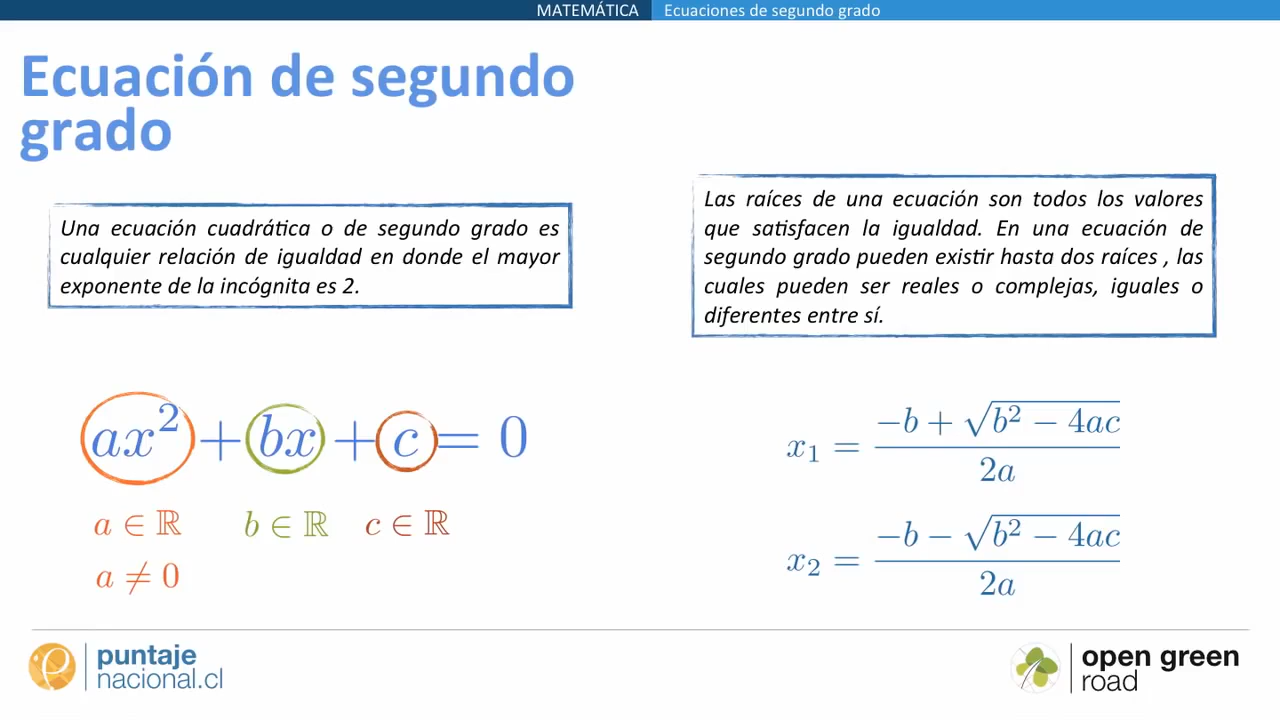 MATEMÁTICA
Ecuaciones de segundo grado
Ecuación de segundo
grado
Una ecuación cuadrática o de segundo grado es
cualquier relación de igualdad en donde el mayor
exponente de la incógnita es 2.
Las raíces de una ecuación son todos los valores
que satisfacen la igualdad. En una ecuación de
segundo grado pueden existir hasta dos raíces , las
cuales pueden ser reales o complejas, iguales o
diferentes entre sí.
ax² + bx + c = 0
a ∈ ℝ b ∈ ℝ c ∈ ℝ
a ≠ 0
x₁ = (−b + √(b² − 4ac)) / 2a
x₂ = (−b − √(b² − 4ac)) / 2a
puntaje
nacional.cl
open green
road